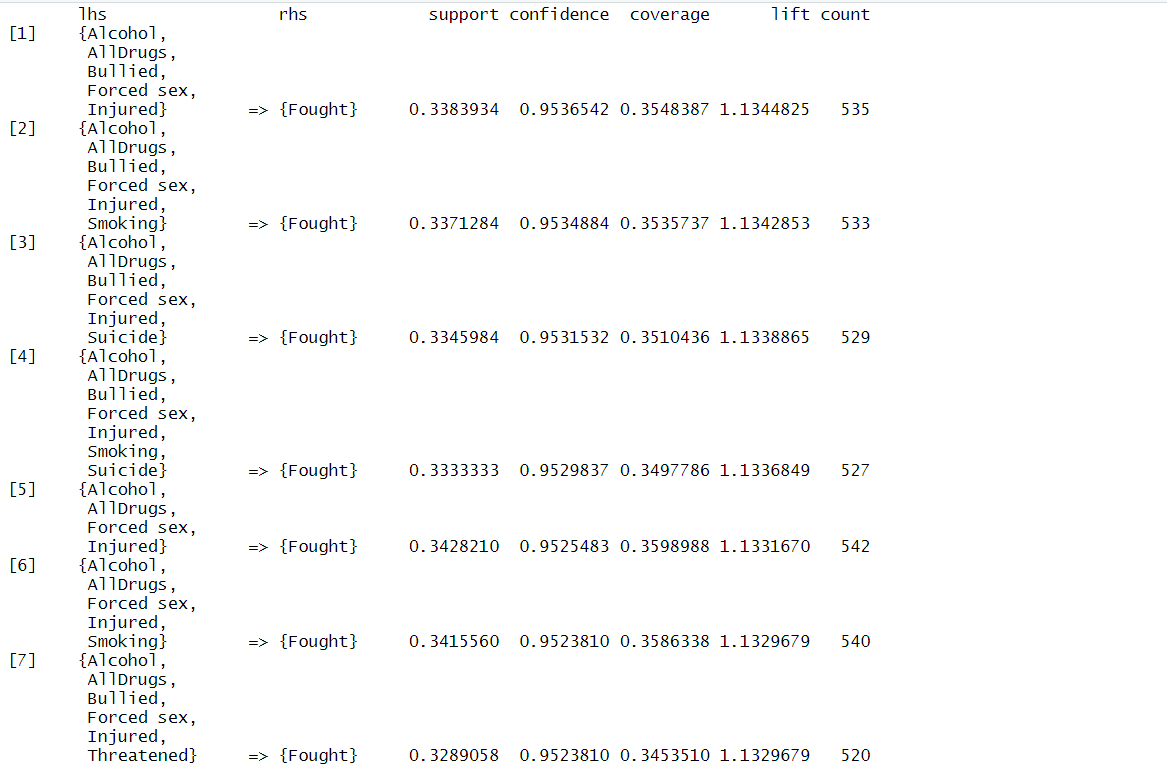 lhs rhs support confidence coverage lift count
[1] {Alcohol,
AllDrugs,
Bullied,
Forced sex,
Injured} => {Fought} 0.3383934 0.9536542 0.3548387 1.1344825 535
[2] {Alcohol,
AllDrugs,
Bullied,
Forced sex,
Injured,
Smoking} => {Fought} 0.3371284 0.9534884 0.3535737 1.1342853 533
[3] {Alcohol,
AllDrugs,
Bullied,
Forced sex,
Injured,
Suicide} => {Fought} 0.3345984 0.9531532 0.3510436 1.1338865 529
[4] {Alcohol,
AllDrugs,
Bullied,
Forced sex,
Injured,
Smoking,
Suicide} => {Fought} 0.3333333 0.9529837 0.3497786 1.1336849 527
[5] {Alcohol,
AllDrugs,
Forced sex,
Injured} => {Fought} 0.3428210 0.9525483 0.3598988 1.1331670 542
[6] {Alcohol,
AllDrugs,
Forced sex,
Injured,
Smoking} => {Fought} 0.3415560 0.9523810 0.3586338 1.1329679 540
[7] {Alcohol,
AllDrugs,
Bullied,
Forced sex,
Injured,
Threatened} => {Fought} 0.3289058 0.9523810 0.3453510 1.1329679 520